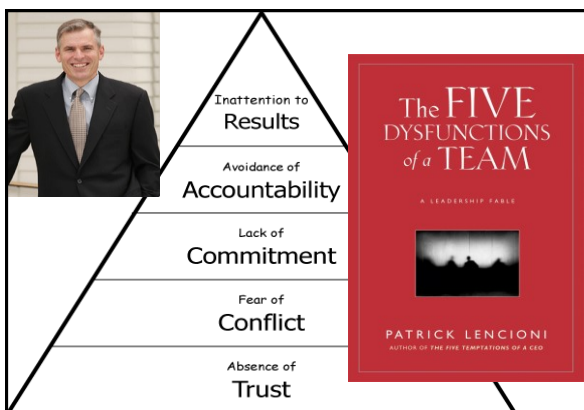 Inattention to
Results
Avoidance of
Accountability
Lack of
Commitment
Fear of
Conflict
Absence of
Trust
The FIVE
DYSFUNCTIONS
of a TEAM
A LEADERSHIP FABLE
PATRICK LENCIONI
AUTHOR OF THE FIVE TEMPTATIONS OF A CEO